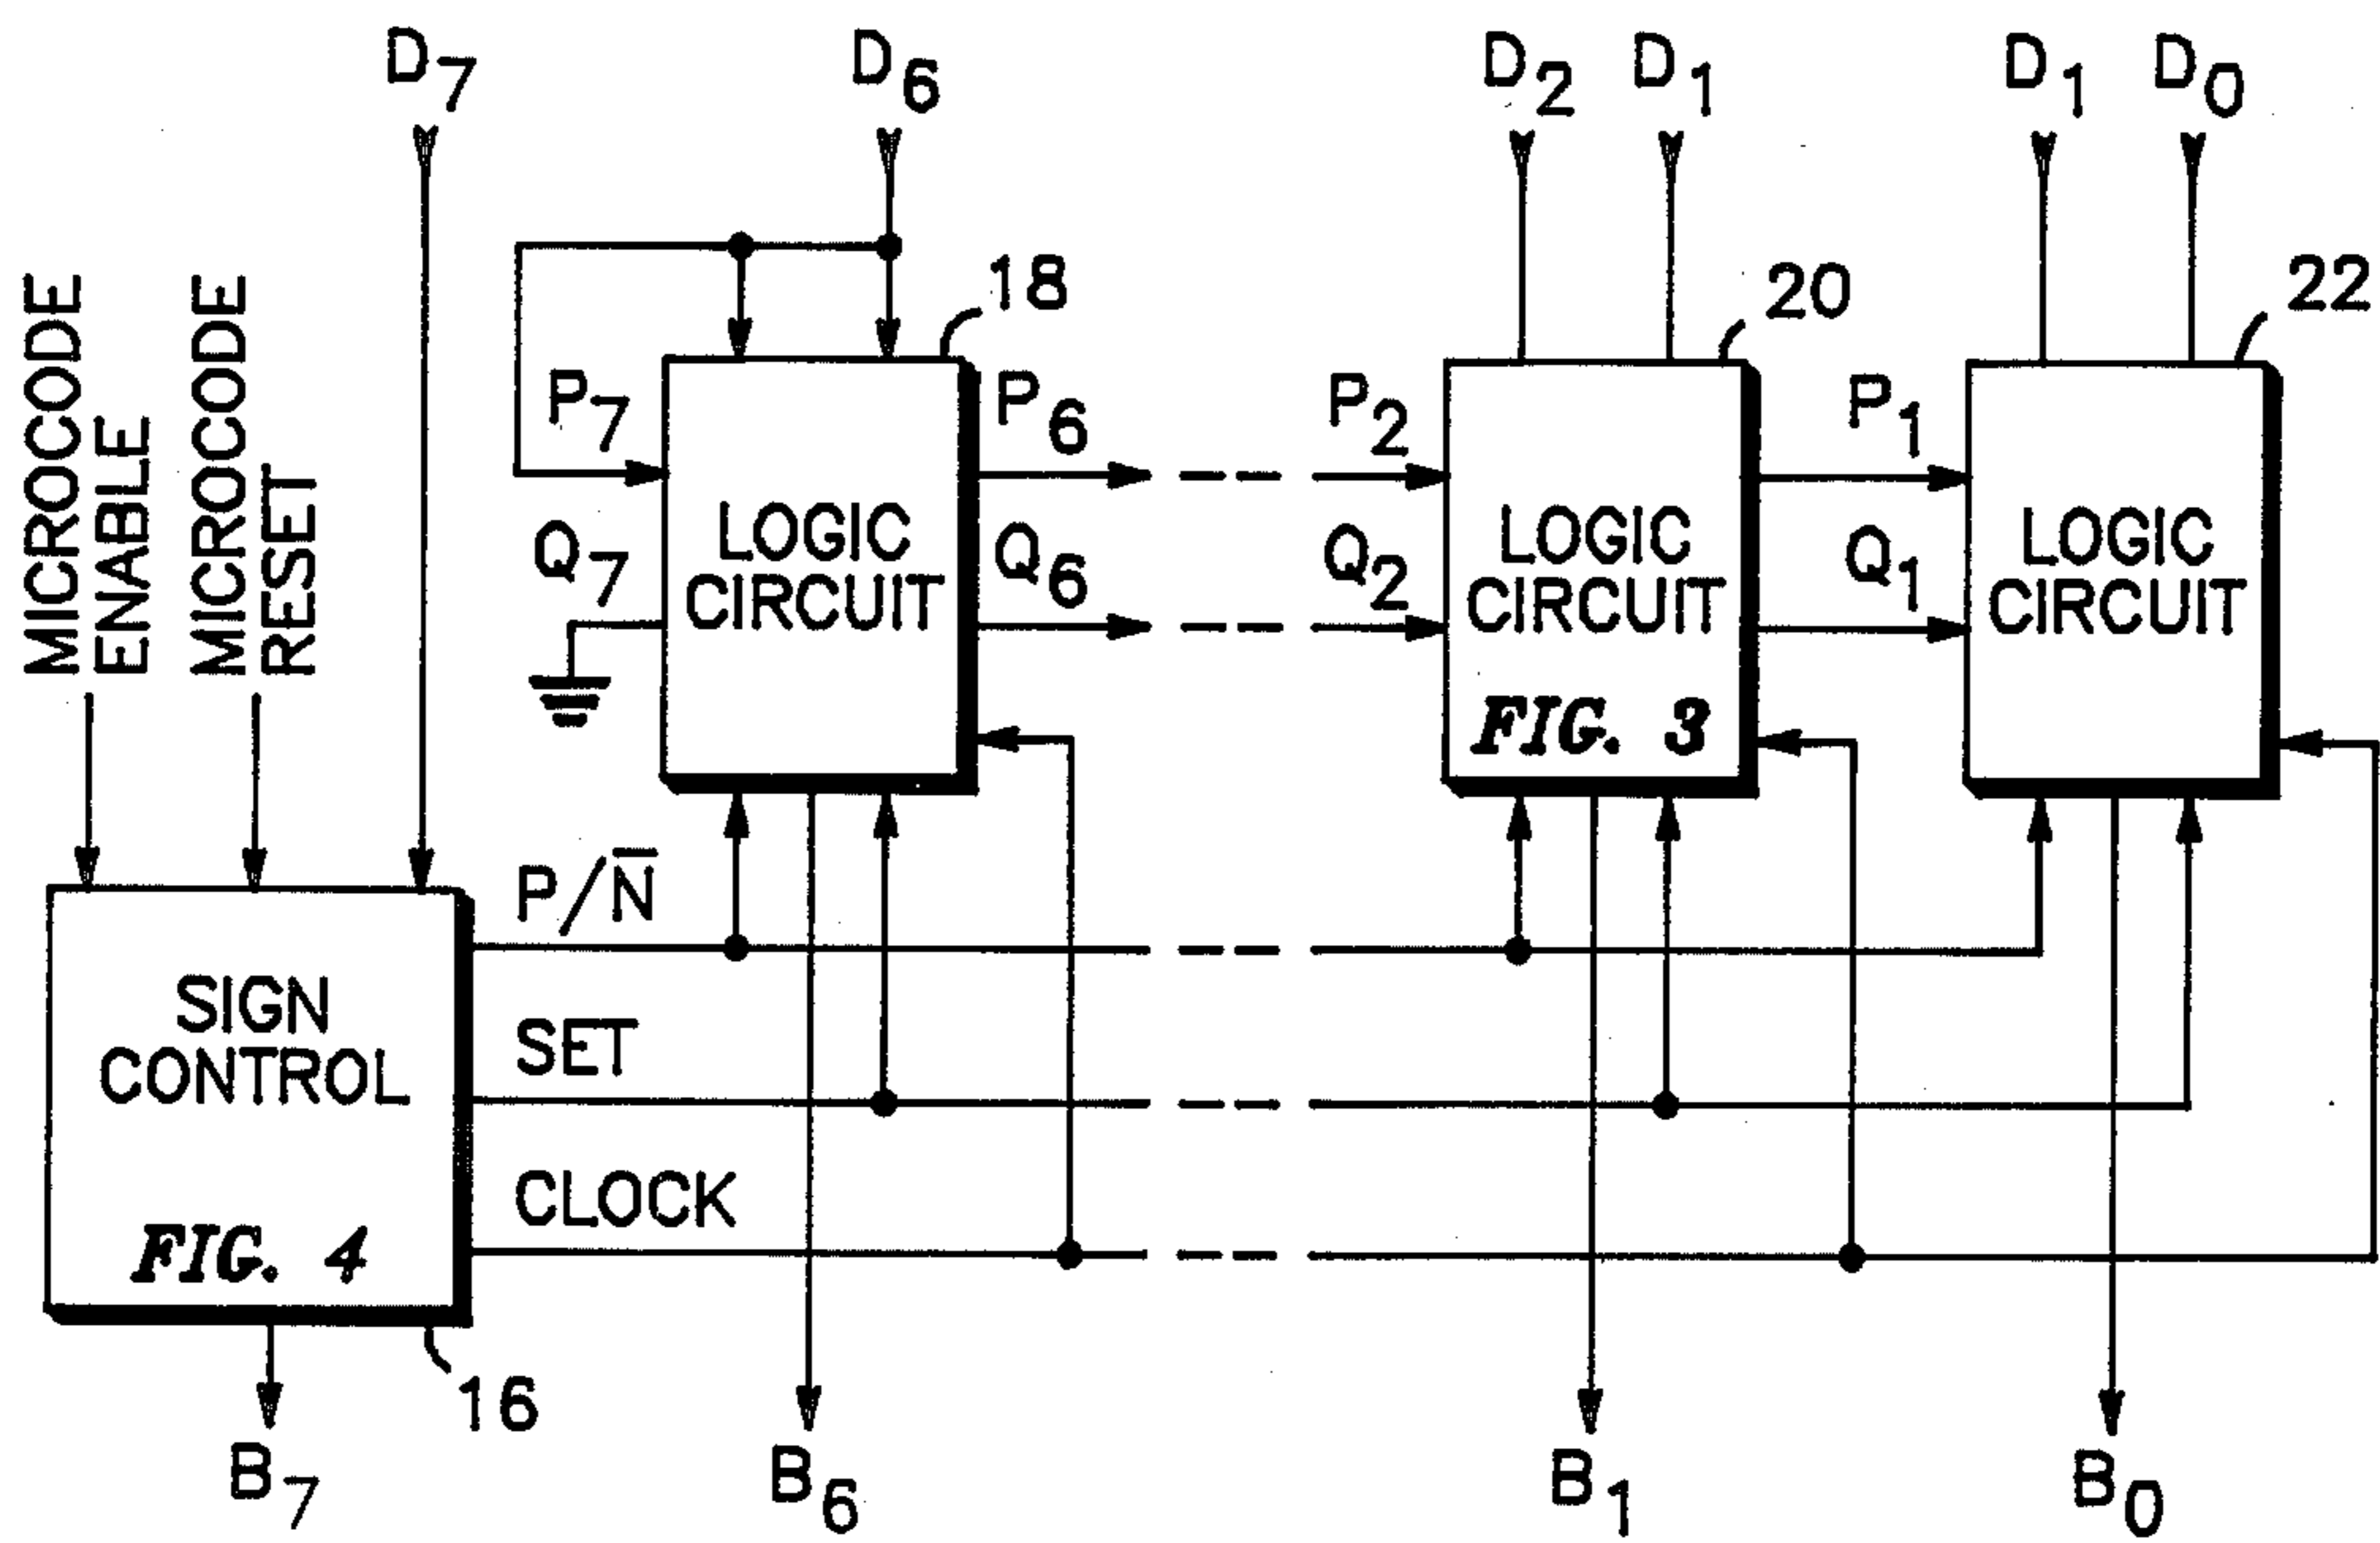 D7
D6
D2
D1
D1
D0
MICROCODE
ENABLE
MICROCODE
RESET
18
20
22
P7
P6
P2
P1
LOGIC
CIRCUIT
Q7
Q6
Q2
LOGIC
CIRCUIT
FIG. 3
Q1
LOGIC
CIRCUIT
P/N̅
SIGN
CONTROL
FIG. 4
SET
CLOCK
16
B7
B6
B1
B0